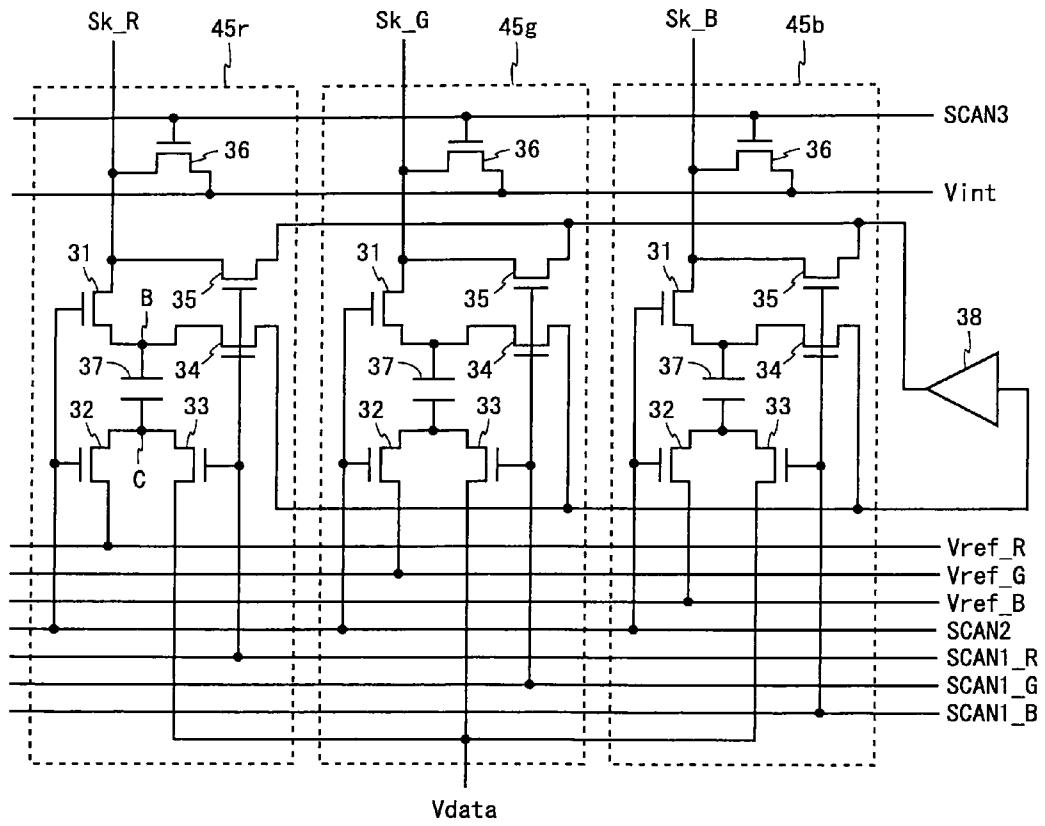 Sk_R 45r Sk_G 45g Sk_B 45b
SCAN3
36 36 36
Vint
31 31 31
B 35 35 35
38
37 34 37 34 37 34
32 33 32 33 32 33
C
Vref_R
Vref_G
Vref_B
SCAN2
SCAN1_R
SCAN1_G
SCAN1_B
Vdata